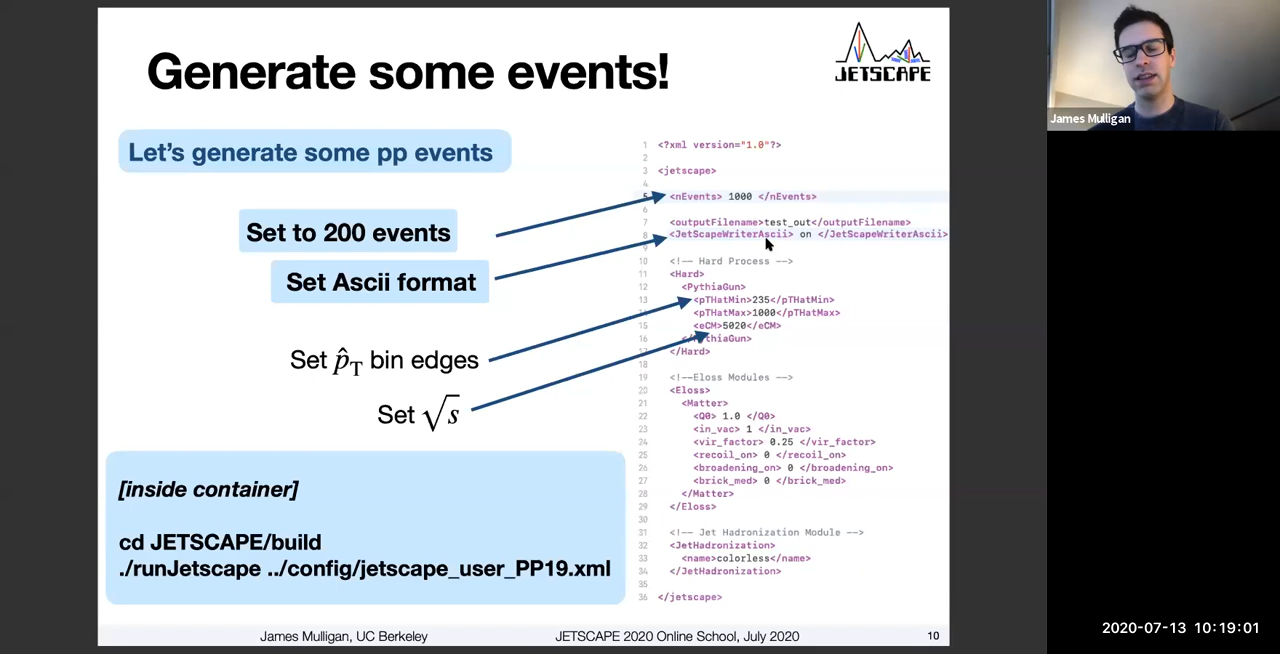 Generate some events!
JETSCAPE
Let's generate some pp events
Set to 200 events
Set Ascii format
Set p̂T bin edges
Set √s
[inside container]
cd JETSCAPE/build
./runJetscape ../config/jetscape_user_PP19.xml
1 <?xml version="1.0"?>
2
3 <jetscape>
4
5 <nEvents> 1000 </nEvents>
6
7 <outputFilename>test_out</outputFilename>
8 <JetScapeWriterAscii> on </JetScapeWriterAscii>
9
10 <!-- Hard Process -->
11 <Hard>
12 <PythiaGun>
13 <pTHatMin>235</pTHatMin>
14 <pTHatMax>1000</pTHatMax>
15 <eCM>5020</eCM>
16 </PythiaGun>
17 </Hard>
18
19 <!--Eloss Modules -->
20 <Eloss>
21 <Matter>
22 <Q0> 1.0 </Q0>
23 <in_vac> 1 </in_vac>
24 <vir_factor> 0.25 </vir_factor>
25 <recoil_on> 0 </recoil_on>
26 <broadening_on> 0 </broadening_on>
27 <brick_med> 0 </brick_med>
28 </Matter>
29 </Eloss>
30
31 <!-- Jet Hadronization Module -->
32 <JetHadronization>
33 <name>colorless</name>
34 </JetHadronization>
35
36 </jetscape>
James Mulligan, UC Berkeley
JETSCAPE 2020 Online School, July 2020
10
James Mulligan
2020-07-13 10:19:01